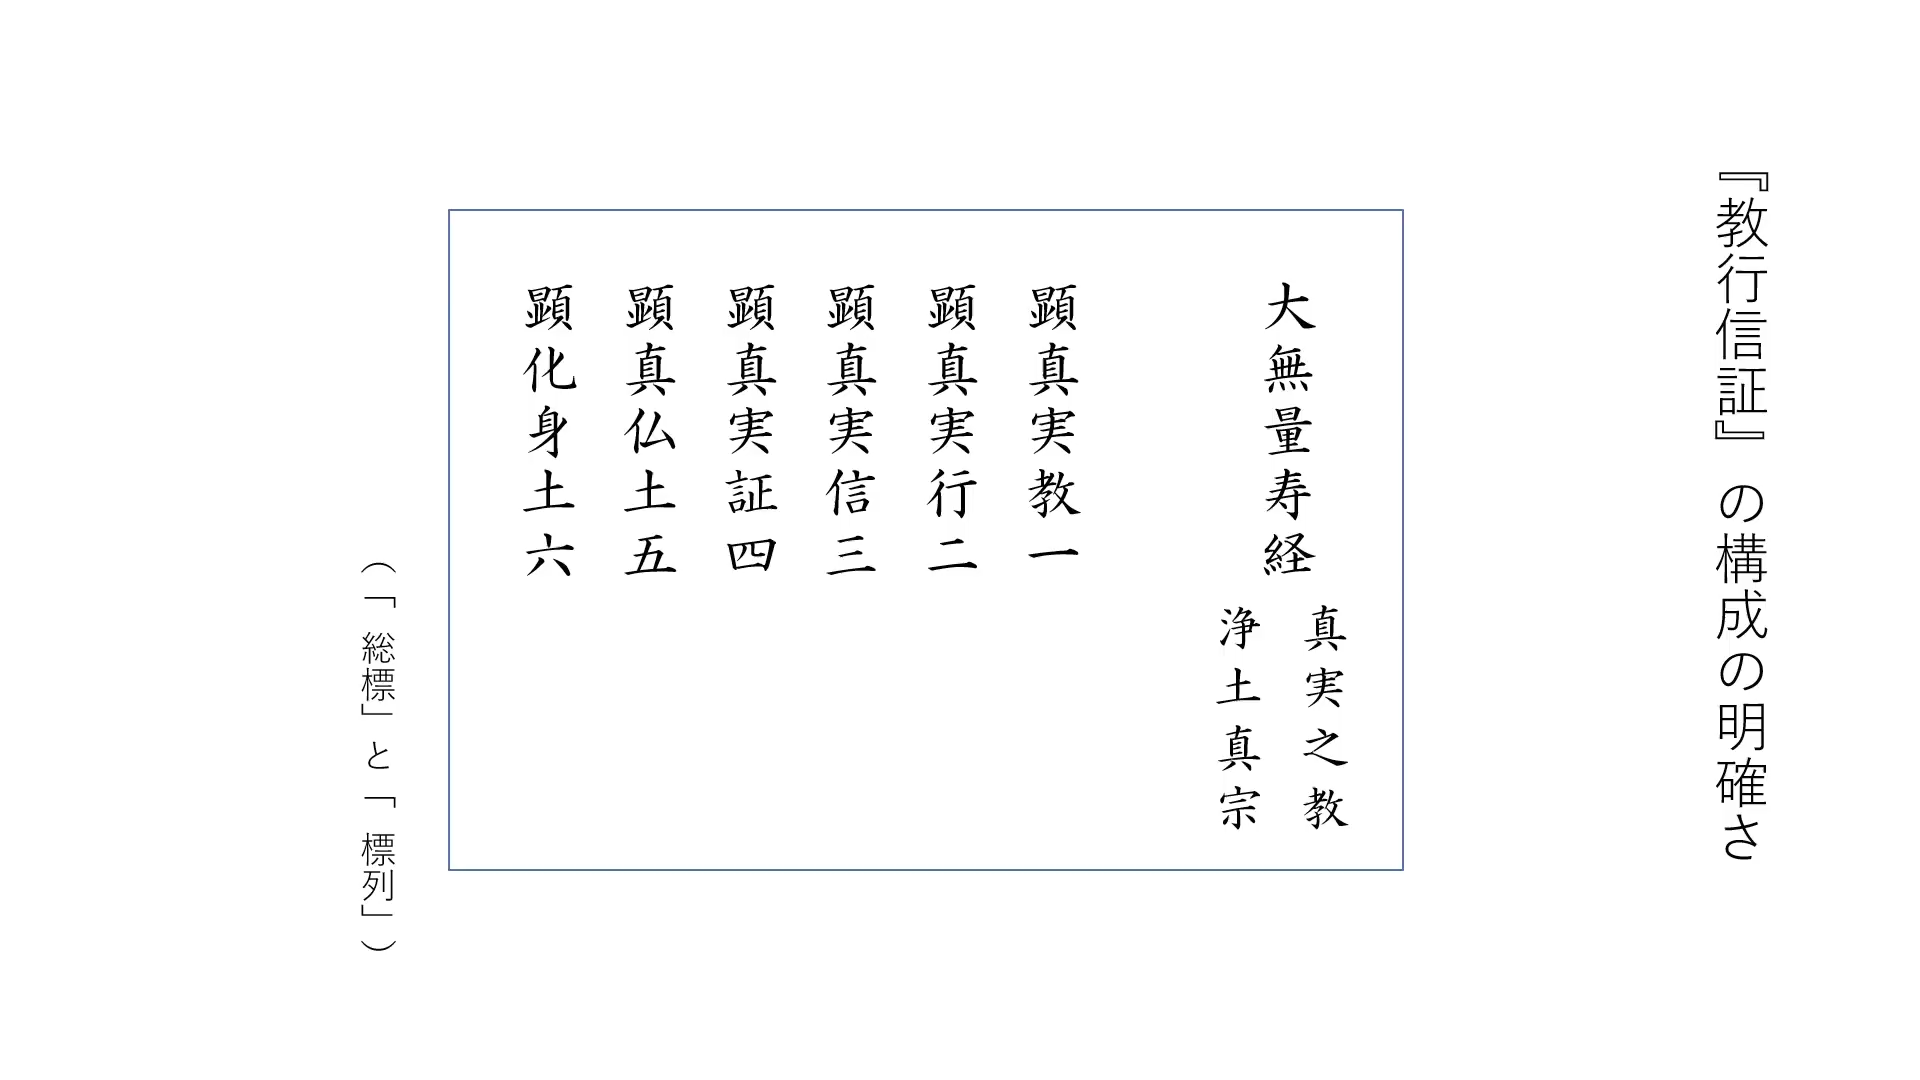 『教行信証』の構成の明確さ
大無量寿経
真実之教
浄土真宗
顕真実教一
顕真実行二
顕真実信三
顕真実証四
顕真仏土五
顕化身土六
（「総標」と「標列」）